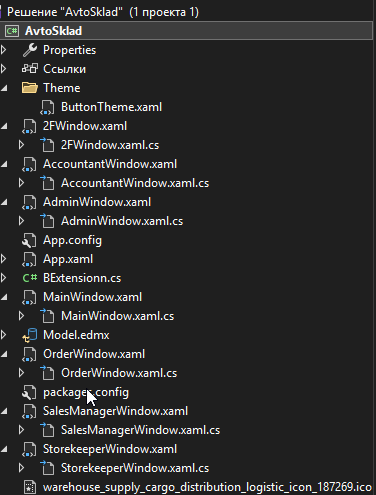 Решение "AvtoSklad" (1 проекта 1)
C# AvtoSklad
Properties
Ссылки
Theme
ButtonTheme.xaml
2FWindow.xaml
2FWindow.xaml.cs
AccountantWindow.xaml
AccountantWindow.xaml.cs
AdminWindow.xaml
AdminWindow.xaml.cs
App.config
App.xaml
C# BExtensionn.cs
MainWindow.xaml
MainWindow.xaml.cs
Model.edmx
OrderWindow.xaml
OrderWindow.xaml.cs
packages.config
SalesManagerWindow.xaml
SalesManagerWindow.xaml.cs
StorekeeperWindow.xaml
StorekeeperWindow.xaml.cs
warehouse_supply_cargo_distribution_logistic_icon_187269.ico